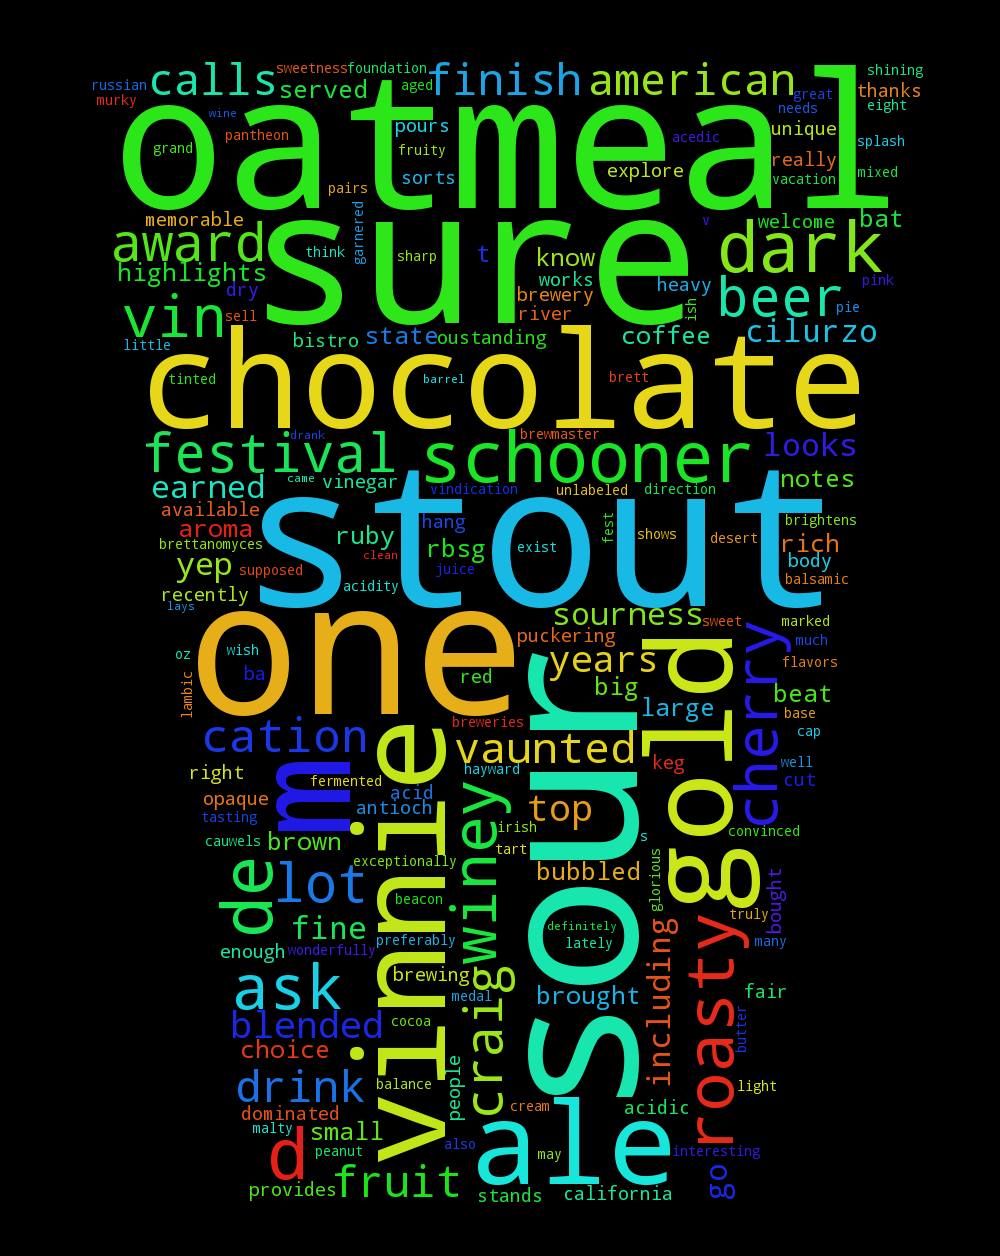 russian calls sweetness foundation finish american shining
murky served aged great thanks
oatmeal
wine pours needs eight
grand pantheon fruity acedic unique splash
sorts explore really mixed
pairs vacation
memorable garnered v welcome bat
award sure dark
think sharp t know
highlights works heavy pink
dry brewery ish beer pie
vin sell river cilurzo
little bistro state oustanding coffee
chocolate
tinted barrel brett
festival drank schooner brewmaster looks
earned came vinegar vindication unlabeled direction notes
stout
available hang fest brightens
aroma ruby shows desert rich
brettanomyces clean rbsg exist body
yep supposed juice balsamic
recently acidity
lays one sourness sweet marked
oz wish puckering much
lambic ba red years flavors
big beat
large base
cation breweries cap
vaunted gold cherry
right hayward keg well
m fermented cut
opaque acid top
tasting antioch
cauwels brown irish s convinced
vinnie winey tart sour
de lot exceptionally bubbled glorious bought
beacon truly
fine definitely
enough wonderfully preferably lately many
ask brewing including roasty
medal brought fair
blended cocoa craig butter
choice
drink balance people light
dominated cream acidic
malty small ale
d peanut also may interesting
provides fruit stands california go